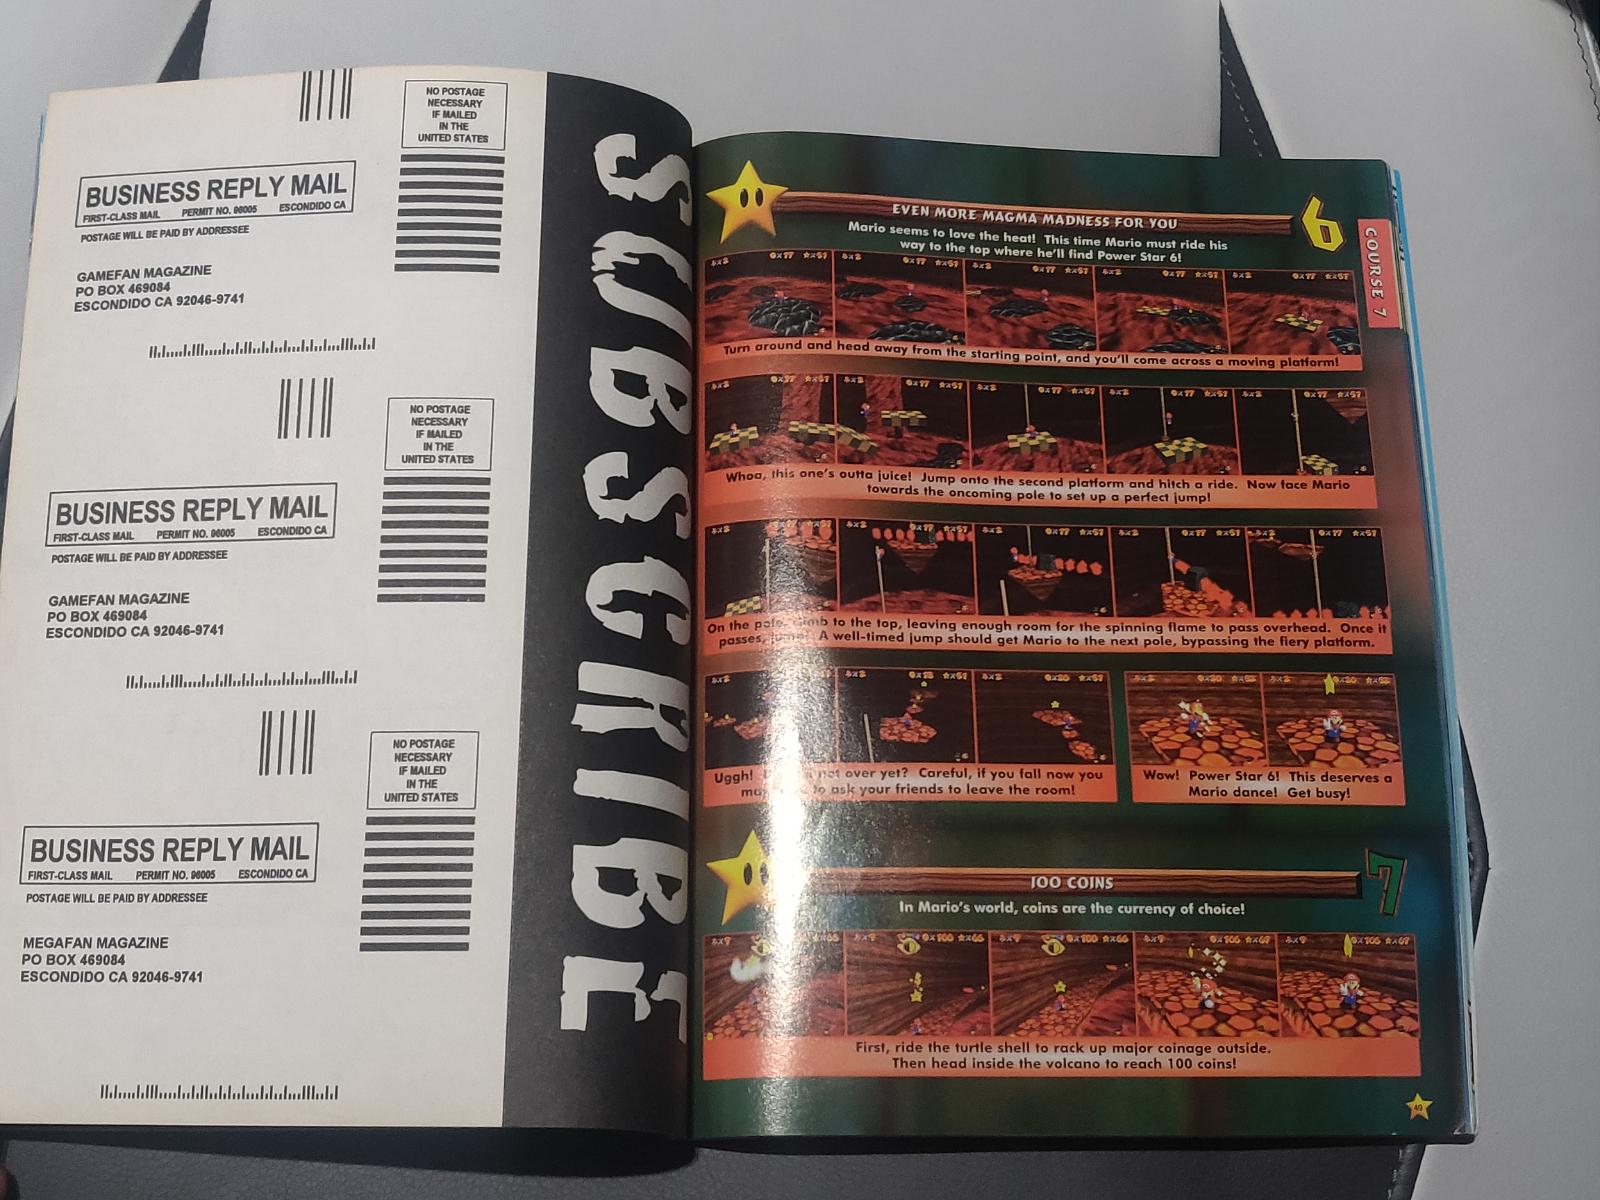 NO POSTAGE
NECESSARY
IF MAILED
IN THE
UNITED STATES
BUSINESS REPLY MAIL
FIRST-CLASS MAIL PERMIT NO. 96005 ESCONDIDO CA
POSTAGE WILL BE PAID BY ADDRESSEE
GAMEFAN MAGAZINE
PO BOX 469084
ESCONDIDO CA 92046-9741
NO POSTAGE
NECESSARY
IF MAILED
IN THE
UNITED STATES
BUSINESS REPLY MAIL
FIRST-CLASS MAIL PERMIT NO. 96005 ESCONDIDO CA
POSTAGE WILL BE PAID BY ADDRESSEE
GAMEFAN MAGAZINE
PO BOX 469084
ESCONDIDO CA 92046-9741
NO POSTAGE
NECESSARY
IF MAILED
IN THE
UNITED STATES
BUSINESS REPLY MAIL
FIRST-CLASS MAIL PERMIT NO. 96005 ESCONDIDO CA
POSTAGE WILL BE PAID BY ADDRESSEE
MEGAFAN MAGAZINE
PO BOX 469084
ESCONDIDO CA 92046-9741
SUBSCRIBE
EVEN MORE MAGMA MADNESS FOR YOU
6
COURSE 7
Mario seems to love the heat! This time Mario must ride his
way to the top where he'll find Power Star 6!
Turn around and head away from the starting point, and you'll come across a moving platform!
Whoa, this one's outta juice! Jump onto the second platform and hitch a ride. Now face Mario
towards the oncoming pole to set up a perfect jump!
On the pole, climb to the top, leaving enough room for the spinning flame to pass overhead. Once it
passes, jump! A well-timed jump should get Mario to the next pole, bypassing the fiery platform.
Uggh! not over yet? Careful, if you fall now you
to ask your friends to leave the room!
Wow! Power Star 6! This deserves a
Mario dance! Get busy!
100 COINS
7
In Mario's world, coins are the currency of choice!
First, ride the turtle shell to rack up major coinage outside.
Then head inside the volcano to reach 100 coins!
49